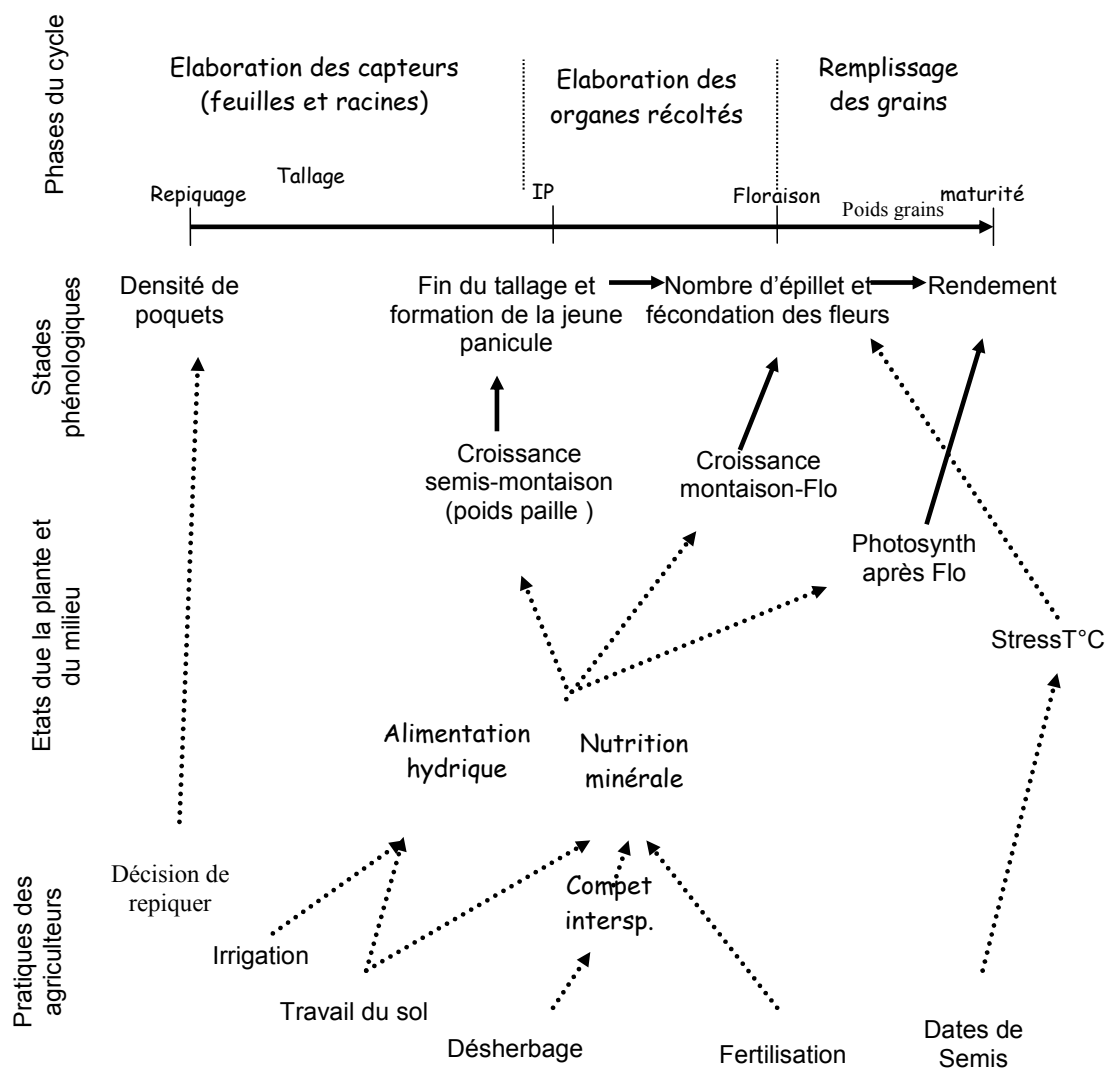 Phases du cycle
Elaboration des capteurs
(feuilles et racines)
Elaboration des
organes récoltés
Remplissage
des grains
Tallage
Repiquage
IP
Floraison
maturité
Poids grains
Stades
phénologiques
Densité de
poquets
Fin du tallage et
formation de la jeune
panicule
Nombre d'épillet et
fécondation des fleurs
Rendement
Etats due la plante et
du milieu
Croissance
semis-montaison
(poids paille )
Croissance
montaison-Flo
Photosynth
après Flo
StressT°C
Alimentation
hydrique
Nutrition
minérale
Pratiques des
agriculteurs
Décision de
repiquer
Compet
intersp.
Irrigation
Travail du sol
Désherbage
Fertilisation
Dates de
Semis